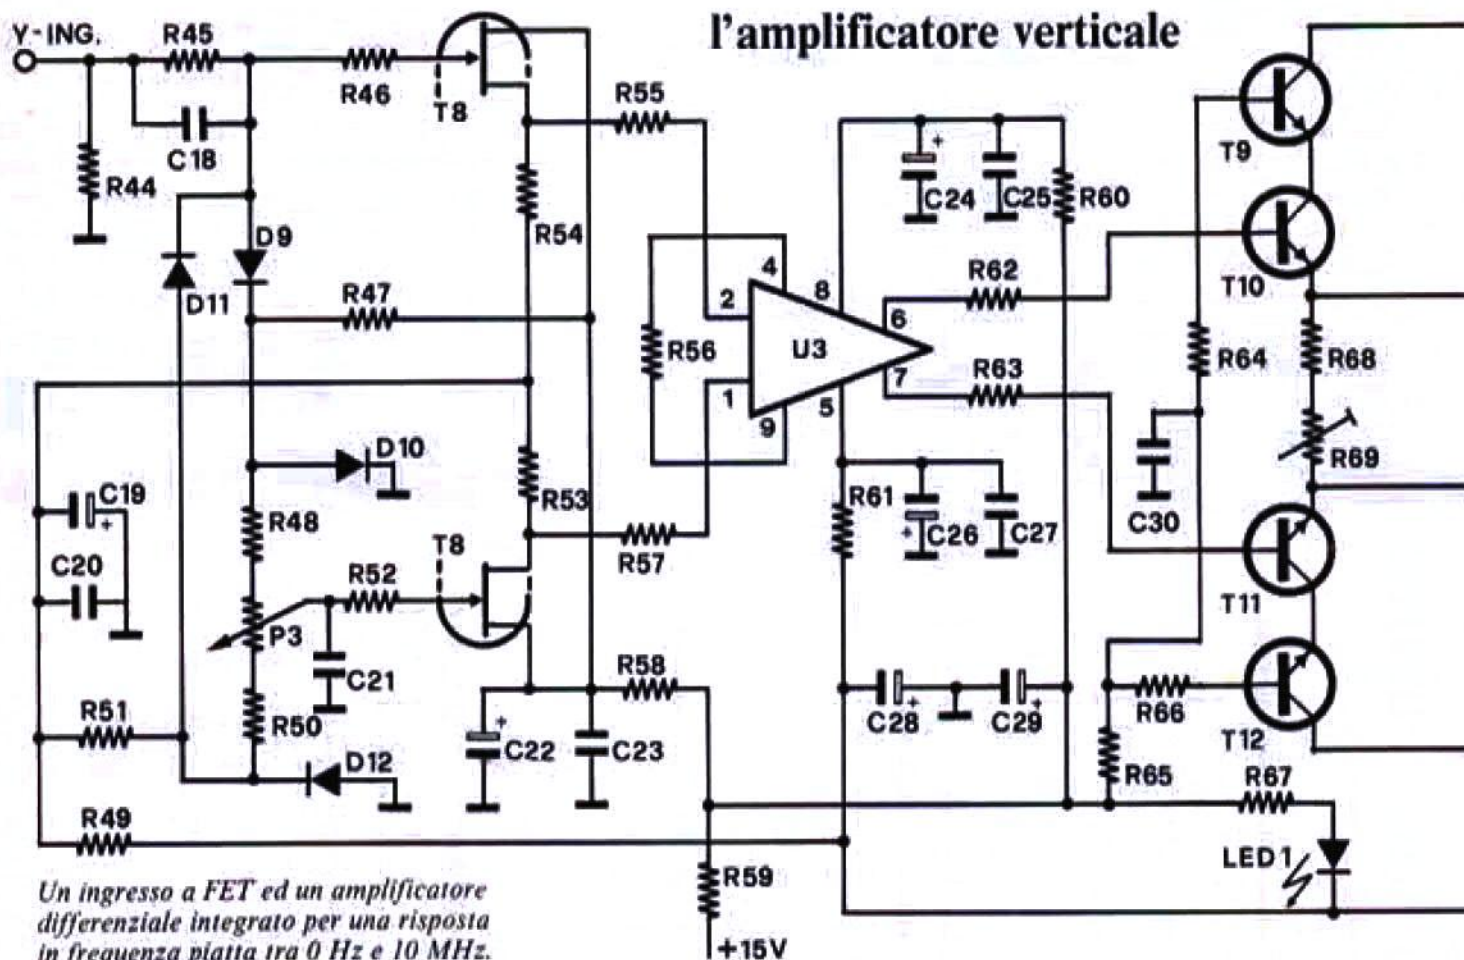 l'amplificatore verticale
Y-ING.
R45
R46
T8
R55
C18
R44
T9
C24
C25
R60
D9
R54
D11
R47
4
2
8
R62
T10
6
R56
U3
R64
R68
R63
7
1
5
9
D10
R69
C19
R53
R61
C30
R48
C26
C27
T8
R57
C20
R52
T11
P3
R58
C21
R51
R50
C28
C29
R66
T12
C22
C23
D12
R65
R67
R49
LED1
R59
Un ingresso a FET ed un amplificatore
differenziale integrato per una risposta
in frequenza piatta tra 0 Hz e 10 MHz.
+15V